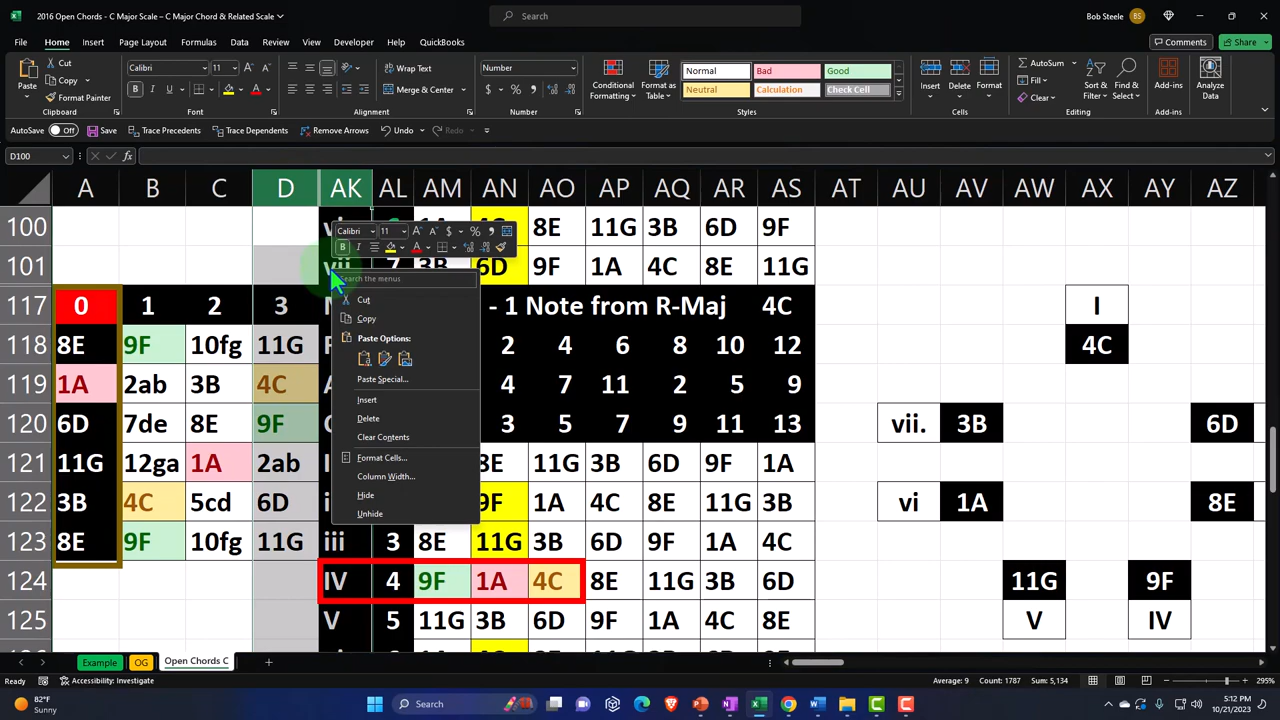 2016 Open Chords - C Major Scale – C Major Chord & Related Scale
Search
Bob Steele BS
File Home Insert Page Layout Formulas Data Review View Developer Help QuickBooks Comments Share
Paste Cut Copy Format Painter Clipboard
Calibri 11 B I U Font
Wrap Text Merge & Center Alignment
Number $ % , Number
Conditional Formatting Format as Table Normal Bad Good Neutral Calculation Check Cell Styles
Insert Delete Format Cells
AutoSum Fill Clear Sort & Filter Find & Select Editing
Add-ins Add-ins Analyze Data
AutoSave Off Save Trace Precedents Trace Dependents Remove Arrows Undo Redo
D100 fx
A B C D AK AL AM AN AO AP AQ AR AS AT AU AV AW AX AY AZ
100 8E 11G 3B 6D 9F
Calibri 11 $ % ,
B I A
101 vii 7 3B 6D 9F 1A 4C 8E 11G
Search the menus
Cut
Copy
Paste Options:
Paste Special...
Insert
Delete
Clear Contents
Format Cells...
Column Width...
Hide
Unhide
117 0 1 2 3 - 1 Note from R-Maj 4C I
118 8E 9F 10fg 11G 2 4 6 8 10 12 4C
119 1A 2ab 3B 4C 4 7 11 2 5 9
120 6D 7de 8E 9F 3 5 7 9 11 13 vii. 3B 6D
121 11G 12ga 1A 2ab 8E 11G 3B 6D 9F 1A
122 3B 4C 5cd 6D 9F 1A 4C 8E 11G 3B vi 1A 8E
123 8E 9F 10fg 11G iii 3 8E 11G 3B 6D 9F 1A 4C
124 IV 4 9F 1A 4C 8E 11G 3B 6D 11G 9F
125 V 5 11G 3B 6D 9F 1A 4C 8E V IV
Example OG Open Chords C
Ready Accessibility: Investigate Average: 9 Count: 1787 Sum: 5,134 295%
82°F
Sunny
Search
5:12 PM
10/21/2023